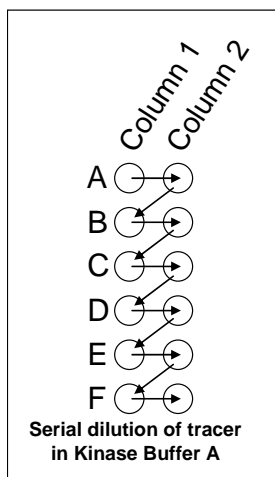 Column 1
Column 2
A
B
C
D
E
F
Serial dilution of tracer
in Kinase Buffer A